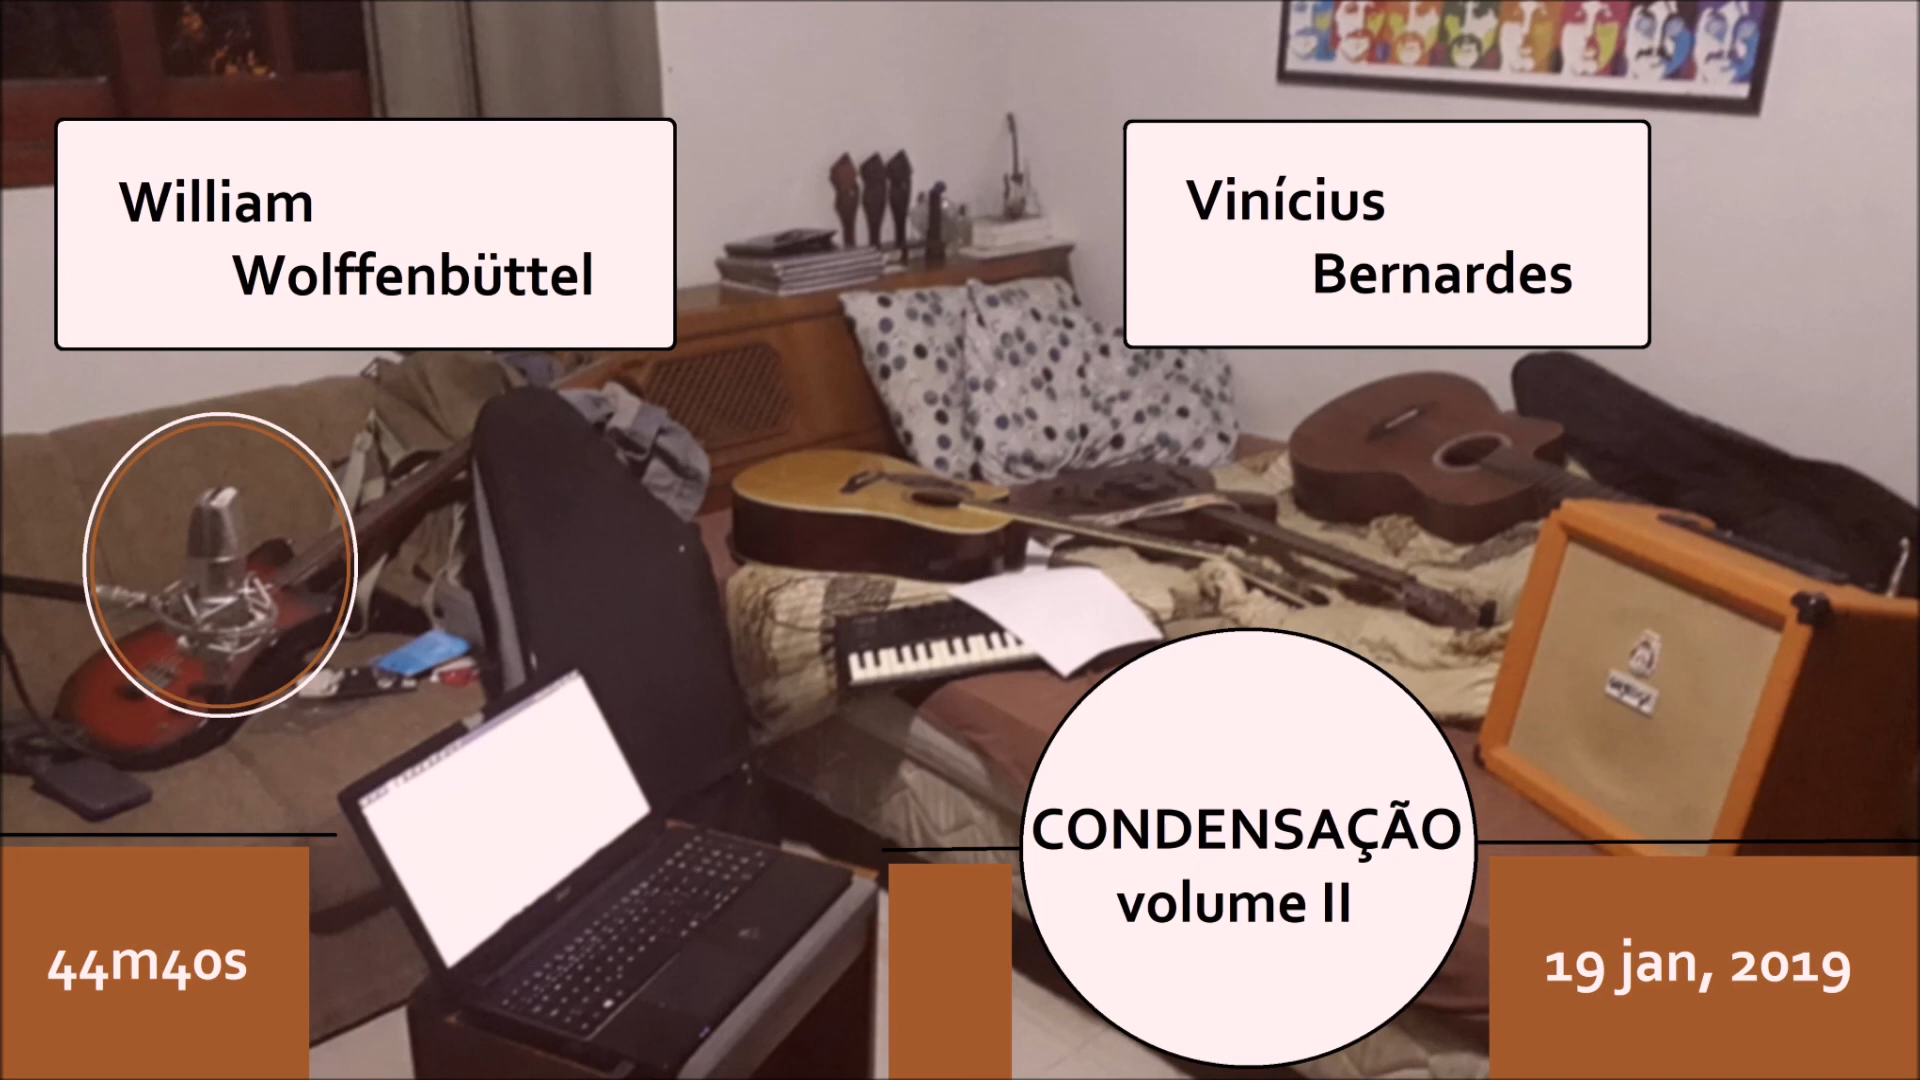 William
Wolffenbüttel
Vinícius
Bernardes
CONDENSAÇÃO
volume II
44m40s
19 jan, 2019